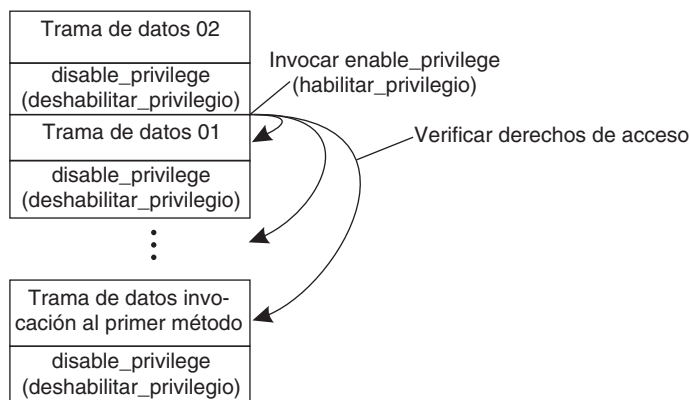 Trama de datos 02
disable_privilege
(deshabilitar_privilegio)
Invocar enable_privilege
(habilitar_privilegio)
Trama de datos 01
Verificar derechos de acceso
disable_privilege
(deshabilitar_privilegio)
Trama de datos invo-
cación al primer método
disable_privilege
(deshabilitar_privilegio)